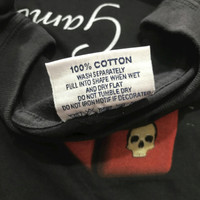 Game
100% COTTON
WASH SEPARATELY
PULL INTO SHAPE WHEN WET
AND DRY FLAT
DO NOT TUMBLE DRY
DO NOT IRON MOTIF IF DECORATED